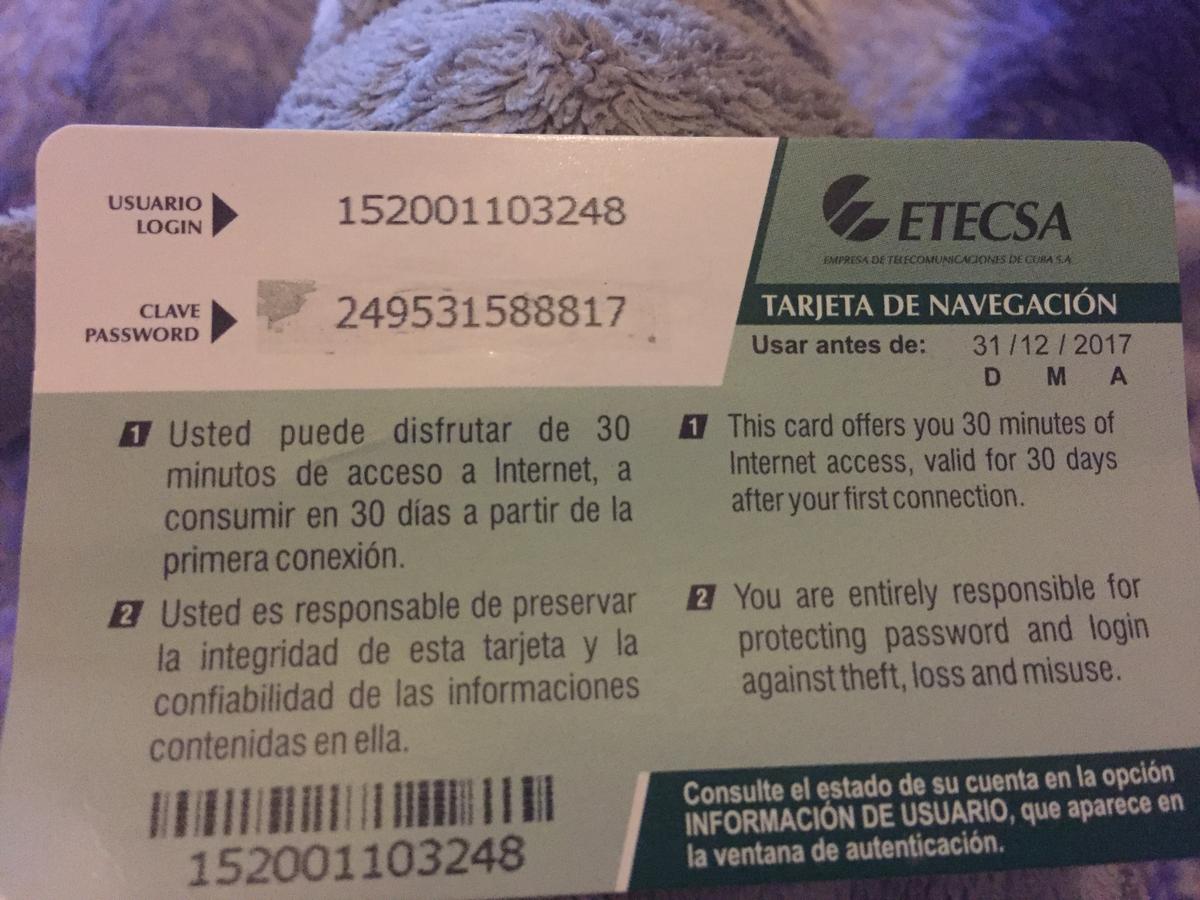 USUARIO
LOGIN
152001103248
CLAVE
PASSWORD
249531588817
ETECSA
EMPRESA DE TELECOMUNICACIONES DE CUBA S.A.
TARJETA DE NAVEGACIÓN
Usar antes de: 31 / 12 / 2017
D M A
1 Usted puede disfrutar de 30
minutos de acceso a Internet, a
consumir en 30 días a partir de la
primera conexión.
2 Usted es responsable de preservar
la integridad de esta tarjeta y la
confiabilidad de las informaciones
contenidas en ella.
1 This card offers you 30 minutes of
Internet access, valid for 30 days
after your first connection.
2 You are entirely responsible for
protecting password and login
against theft, loss and misuse.
152001103248
Consulte el estado de su cuenta en la opción
INFORMACIÓN DE USUARIO, que aparece en
la ventana de autenticación.